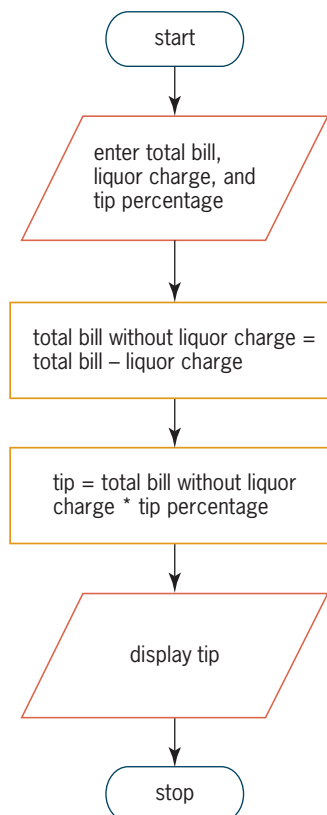 start
enter total bill,
liquor charge, and
tip percentage
total bill without liquor charge =
total bill – liquor charge
tip = total bill without liquor
charge * tip percentage
display tip
stop